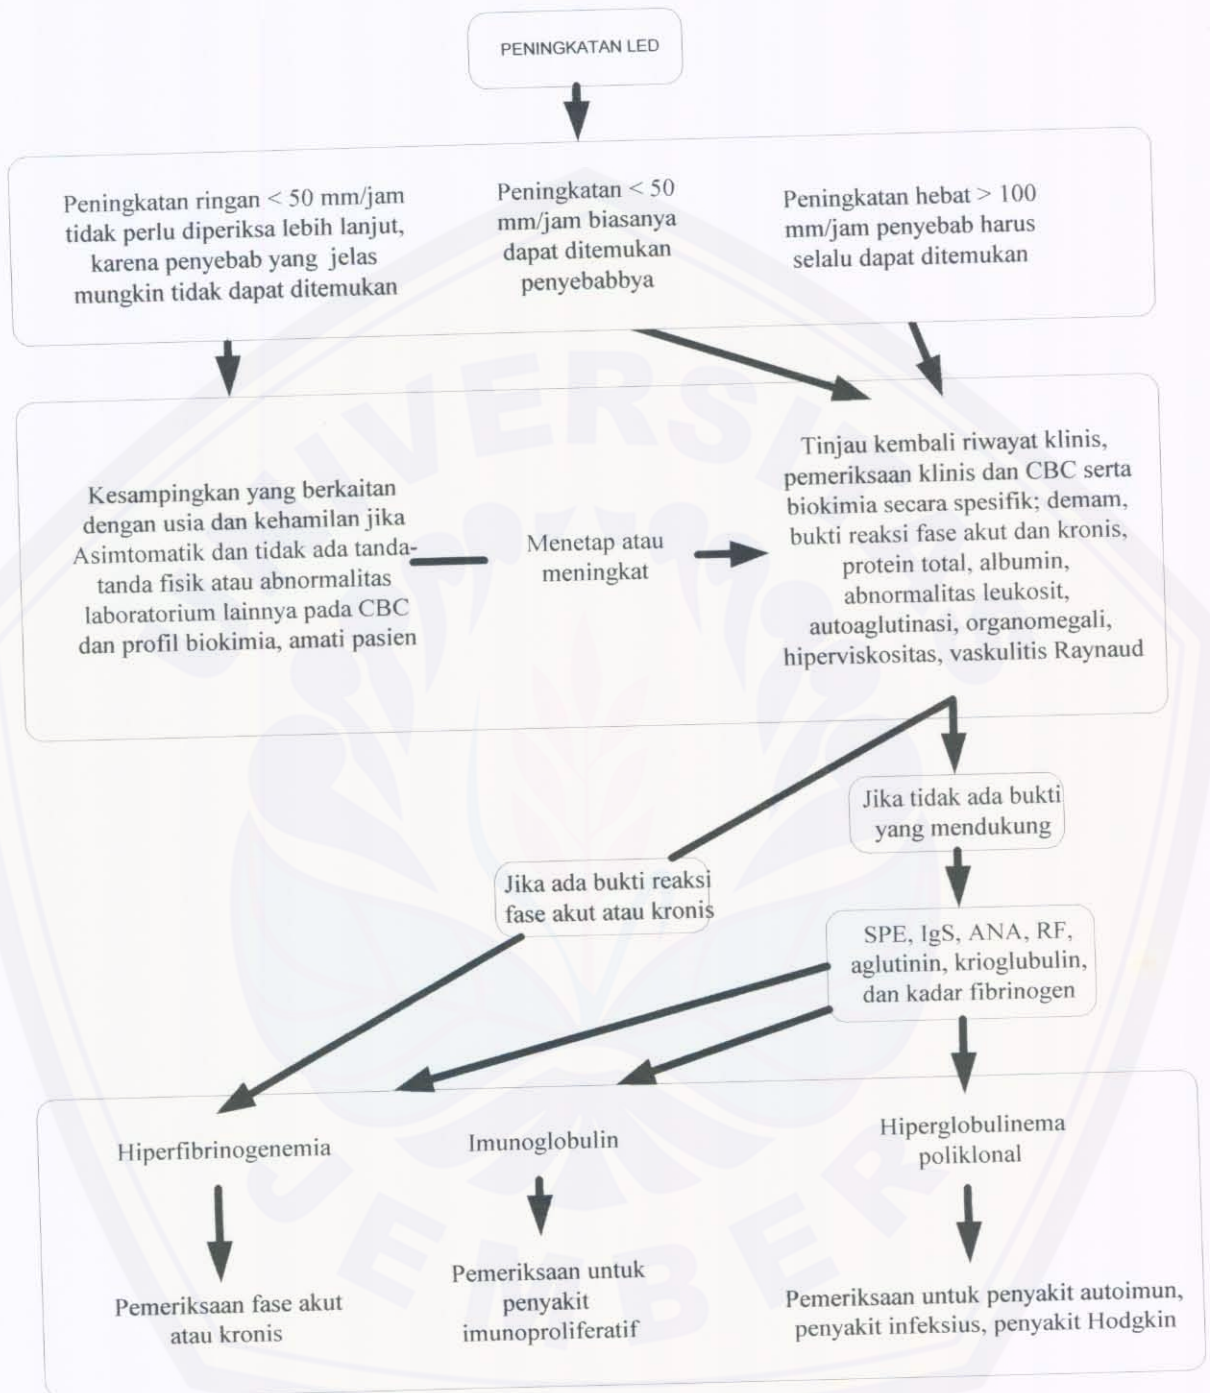 PENINGKATAN LED
Peningkatan ringan < 50 mm/jam
tidak perlu diperiksa lebih lanjut,
karena penyebab yang jelas
mungkin tidak dapat ditemukan
Peningkatan < 50
mm/jam biasanya
dapat ditemukan
penyebabbya
Peningkatan hebat > 100
mm/jam penyebab harus
selalu dapat ditemukan
Kesampingkan yang berkaitan
dengan usia dan kehamilan jika
Asimtomatik dan tidak ada tanda-
tanda fisik atau abnormalitas
laboratorium lainnya pada CBC
dan profil biokimia, amati pasien
Menetap atau
meningkat
Tinjau kembali riwayat klinis,
pemeriksaan klinis dan CBC serta
biokimia secara spesifik; demam,
bukti reaksi fase akut dan kronis,
protein total, albumin,
abnormalitas leukosit,
autoaglutinasi, organomegali,
hiperviskositas, vaskulitis Raynaud
Jika tidak ada bukti
yang mendukung
Jika ada bukti reaksi
fase akut atau kronis
SPE, IgS, ANA, RF,
aglutinin, krioglubulin,
dan kadar fibrinogen
Hiperfibrinogenemia
Imunoglobulin
Hiperglobulinema
poliklonal
Pemeriksaan fase akut
atau kronis
Pemeriksaan untuk
penyakit
imunoproliferatif
Pemeriksaan untuk penyakit autoimun,
penyakit infeksius, penyakit Hodgkin
UNIVERSITAS
JEMBER